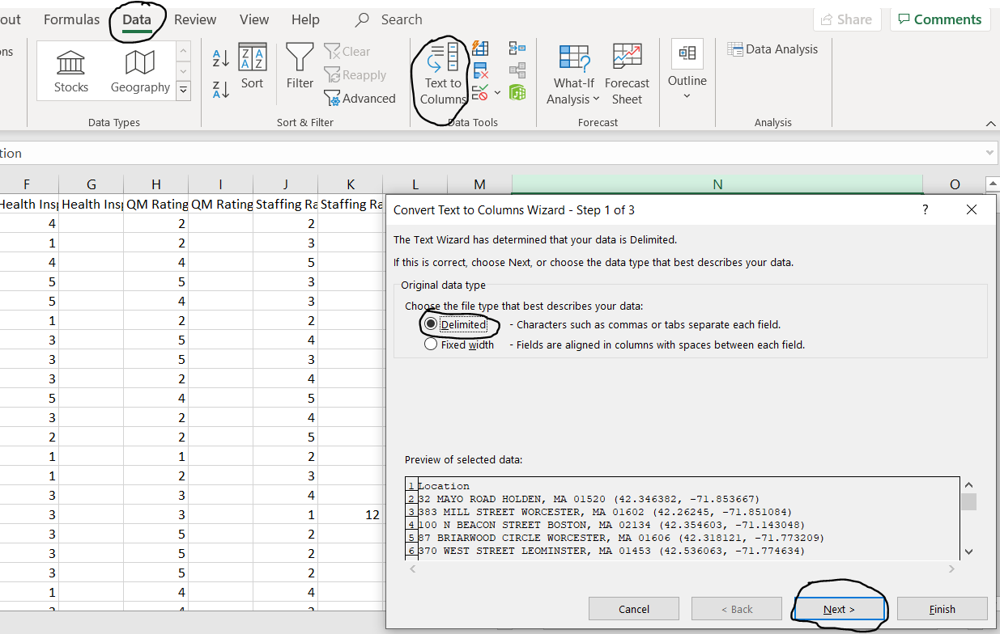 out Formulas Data Review View Help Search Share Comments
ons
Stocks Geography
Sort Filter Clear Reapply Advanced
Text to Columns
What-If Analysis Forecast Sheet
Outline
Data Analysis
Data Types Sort & Filter Data Tools Forecast Analysis
tion
F G H I J K L M N O
Health Insp Health Insp QM Rating QM Rating Staffing Ra Staffing Ra
4 2 2
1 2 3
4 4 5
5 5 3
5 4 3
1 2 2
3 5 4
3 5 3
3 2 4
5 4 5
3 2 4
2 2 5
1 1 2
1 2 3
3 3 4
3 3 1 12
3 5 2
3 5 2
3 5 2
1 4 4
Convert Text to Columns Wizard - Step 1 of 3 ?
The Text Wizard has determined that your data is Delimited.
If this is correct, choose Next, or choose the data type that best describes your data.
Original data type
Choose the file type that best describes your data:
Delimited - Characters such as commas or tabs separate each field.
Fixed width - Fields are aligned in columns with spaces between each field.
Preview of selected data:
1 Location
2 32 MAYO ROAD HOLDEN, MA 01520 (42.346382, -71.853667)
3 383 MILL STREET WORCESTER, MA 01602 (42.26245, -71.851084)
4 100 N BEACON STREET BOSTON, MA 02134 (42.354603, -71.143048)
5 87 BRIARWOOD CIRCLE WORCESTER, MA 01606 (42.318121, -71.773209)
6 370 WEST STREET LEOMINSTER, MA 01453 (42.536063, -71.774634)
Cancel < Back Next > Finish